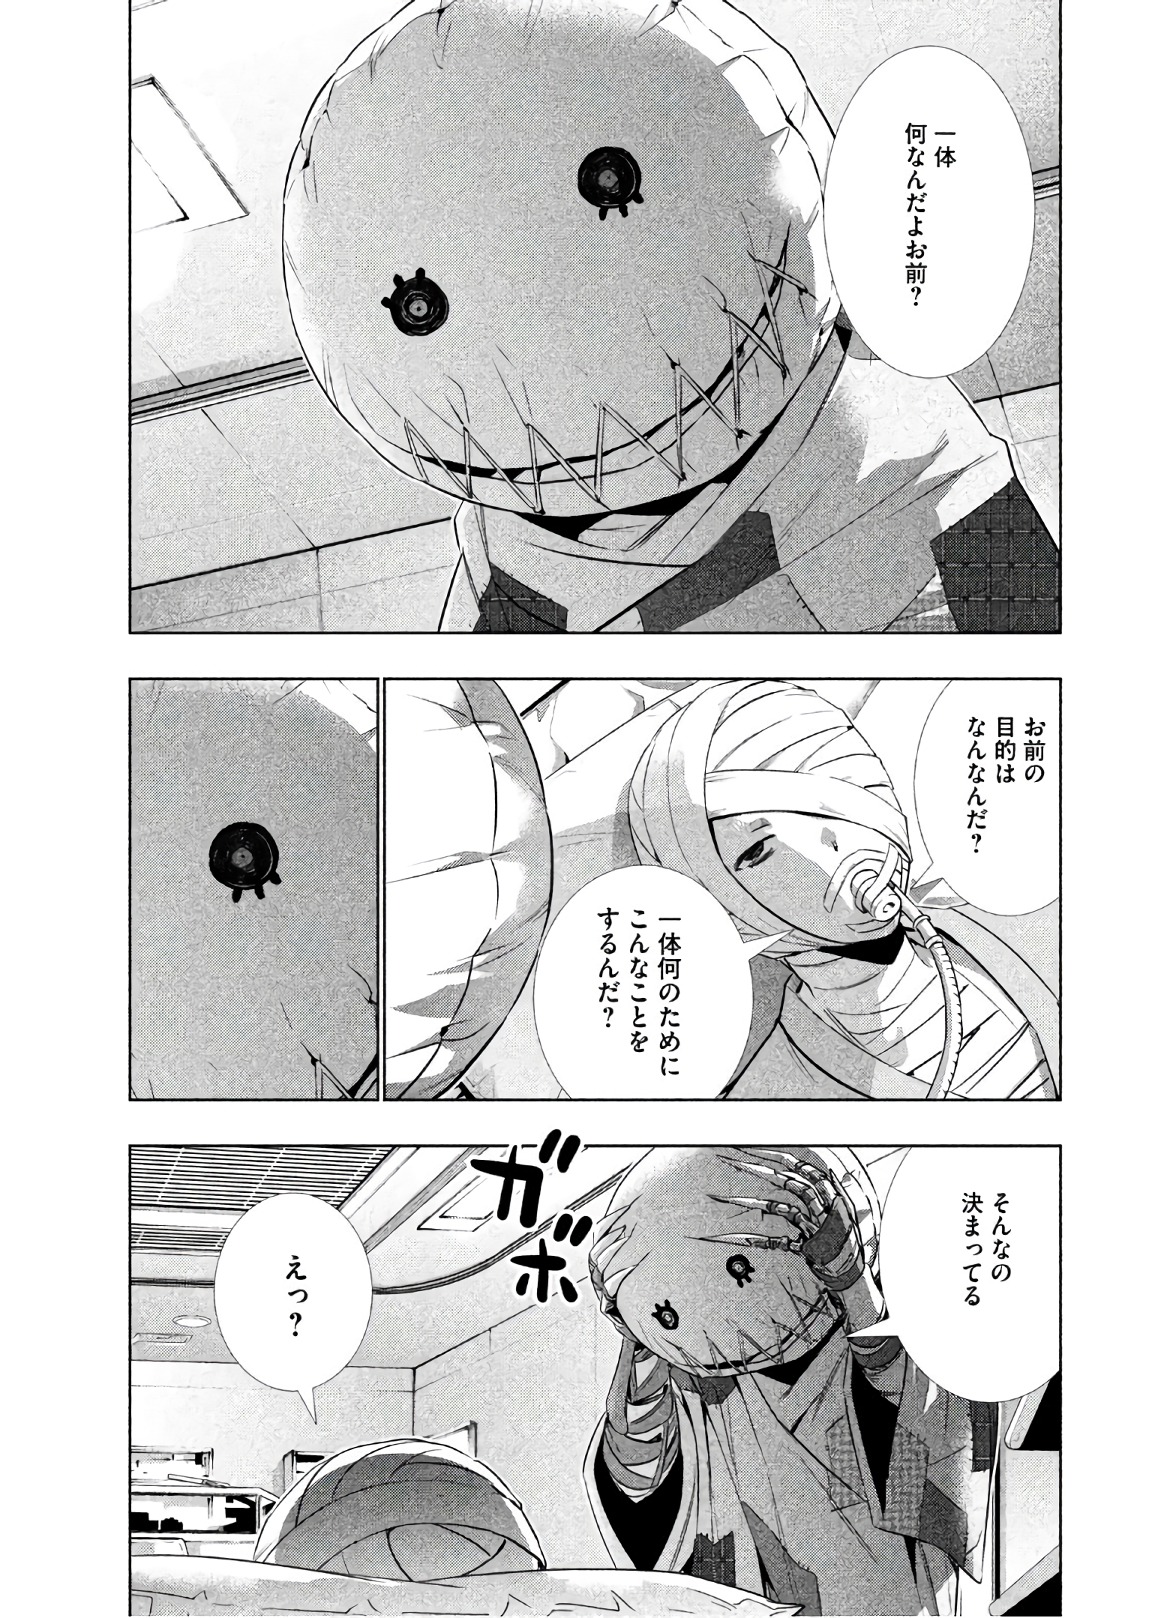 一体
何なんだよお前?
お前の
目的は
なんなんだ?
一体何のために
こんなことを
するんだ?
そんなの
決まってる
ガボ
えっ?